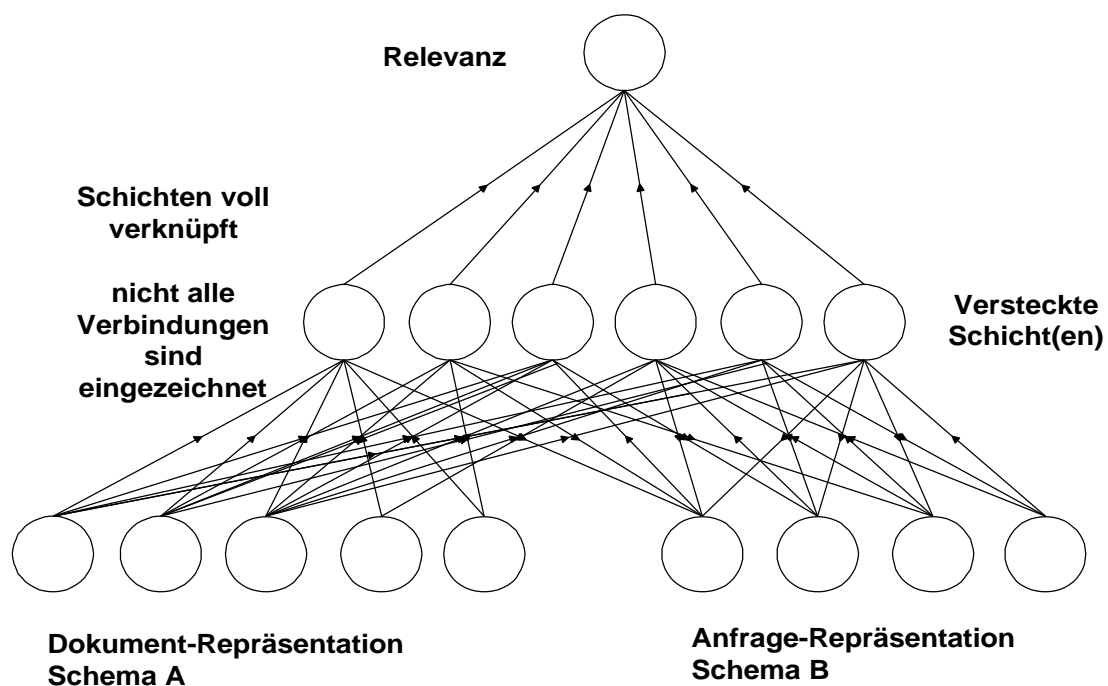 Relevanz
Schichten voll
verknüpft
nicht alle
Verbindungen
sind
eingezeichnet
Versteckte
Schicht(en)
Dokument-Repräsentation
Schema A
Anfrage-Repräsentation
Schema B